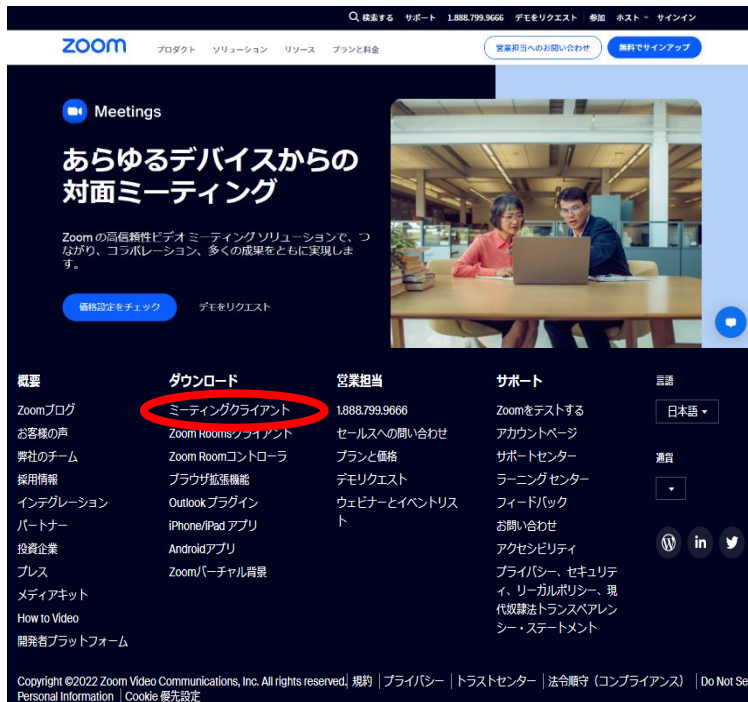 検索する サポート 1.888.799.9666 デモをリクエスト 参加 ホスト サインイン
zoom プロダクト ソリューション リソース プランと料金 営業担当へのお問い合わせ 無料でサインアップ
Meetings
あらゆるデバイスからの
対面ミーティング
Zoom の高信頼性ビデオ ミーティング ソリューションで、つ
ながり、コラボレーション、多くの成果をともに実現しま
す。
価格設定をチェック デモをリクエスト
概要
Zoomブログ
お客様の声
弊社のチーム
採用情報
インテグレーション
パートナー
投資企業
プレス
メディアキット
How to Video
開発者プラットフォーム
ダウンロード
ミーティングクライアント
Zoom Roomsクライアント
Zoom Roomコントローラ
ブラウザ拡張機能
Outlook プラグイン
iPhone/iPad アプリ
Androidアプリ
Zoomバーチャル背景
営業担当
1.888.799.9666
セールスへの問い合わせ
プランと価格
デモリクエスト
ウェビナーとイベントリス
ト
サポート
Zoomをテストする
アカウントページ
サポートセンター
ラーニング センター
フィードバック
お問い合わせ
アクセシビリティ
プライバシー、セキュリテ
ィ、リーガルポリシー、現
代奴隷法トランスペアレン
シー・ステートメント
言語
日本語
通貨
in
Copyright ©2022 Zoom Video Communications, Inc. All rights reserved. 規約 | プライバシー | トラストセンター | 法令順守（コンプライアンス） | Do Not Se
Personal Information | Cookie 優先設定